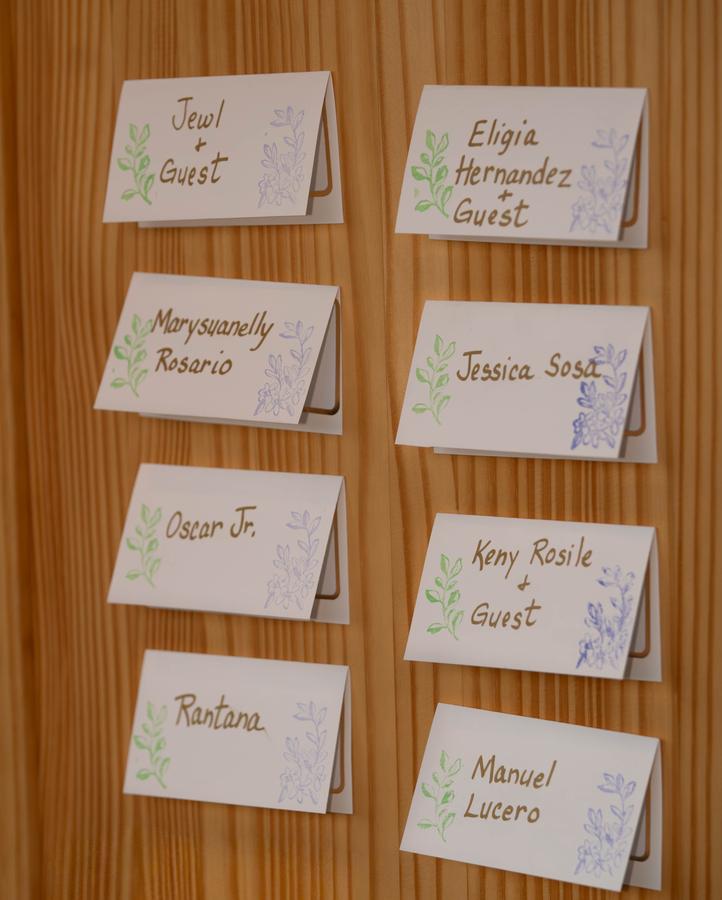 Jewl
+
Guest
Marysuanelly
Rosario
Oscar Jr.
Rantana
Eligia
Hernandez
+
Guest
Jessica Sosa
Keny Rosile
+
Guest
Manuel
Lucero